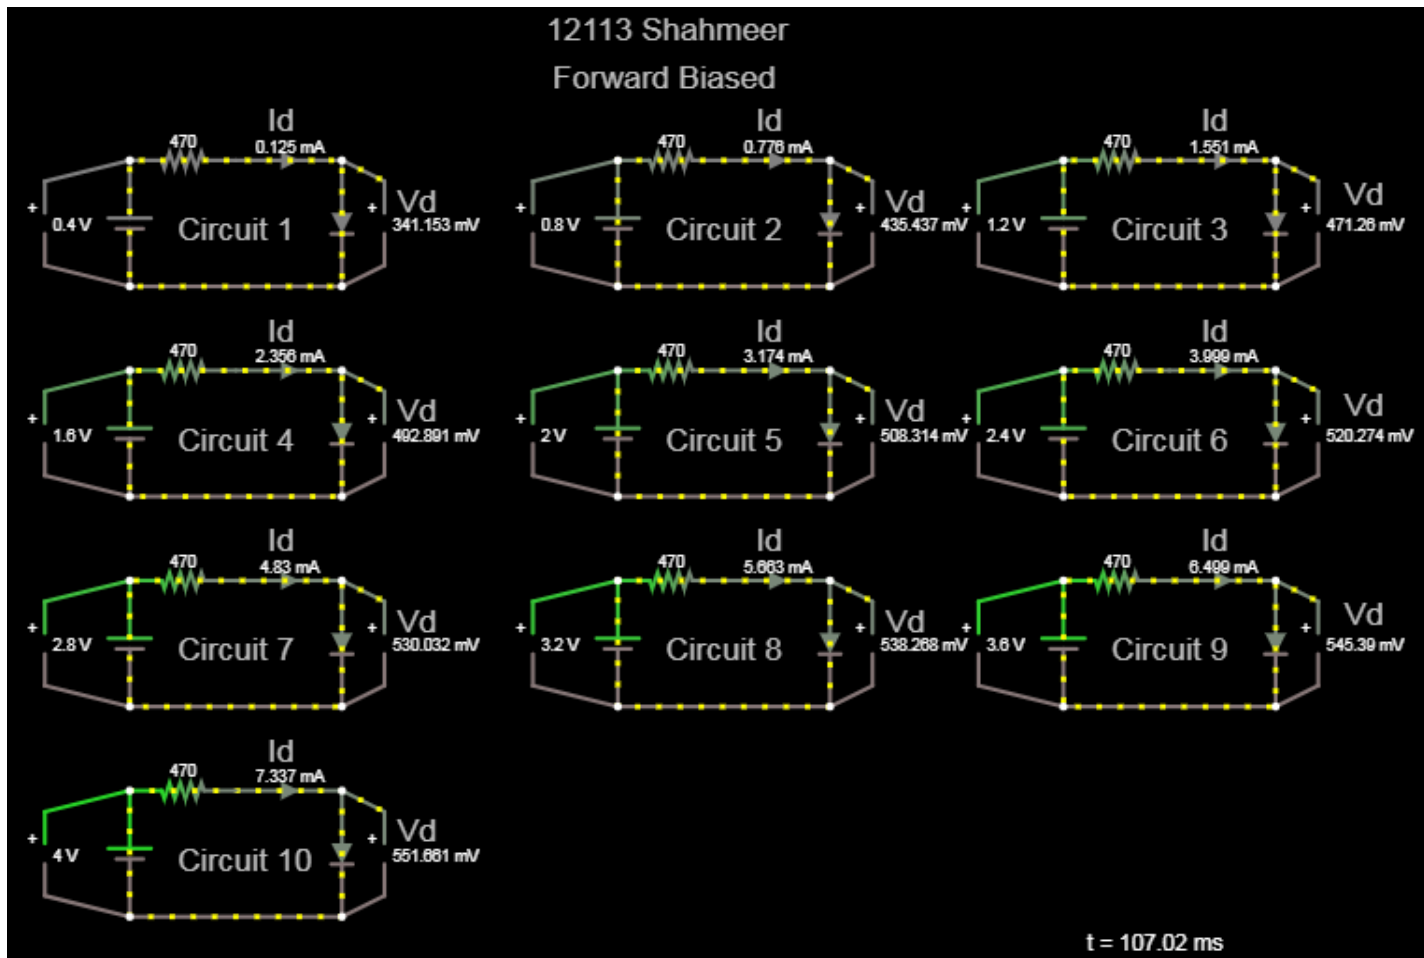 12113 Shahmeer
Forward Biased
Id
470
0.125 mA
+
0.4 V
Circuit 1
+
Vd
341.153 mV
Id
470
0.776 mA
+
0.8 V
Circuit 2
+
Vd
435.437 mV
Id
470
1.551 mA
+
1.2 V
Circuit 3
+
Vd
471.26 mV
Id
470
2.356 mA
+
1.6 V
Circuit 4
+
Vd
492.891 mV
Id
470
3.174 mA
+
2 V
Circuit 5
+
Vd
508.314 mV
Id
470
3.999 mA
+
2.4 V
Circuit 6
+
Vd
520.274 mV
Id
470
4.83 mA
+
2.8 V
Circuit 7
+
Vd
530.032 mV
Id
470
5.663 mA
+
3.2 V
Circuit 8
+
Vd
538.268 mV
Id
470
6.499 mA
+
3.6 V
Circuit 9
+
Vd
545.39 mV
Id
470
7.337 mA
+
4 V
Circuit 10
+
Vd
551.661 mV
t = 107.02 ms